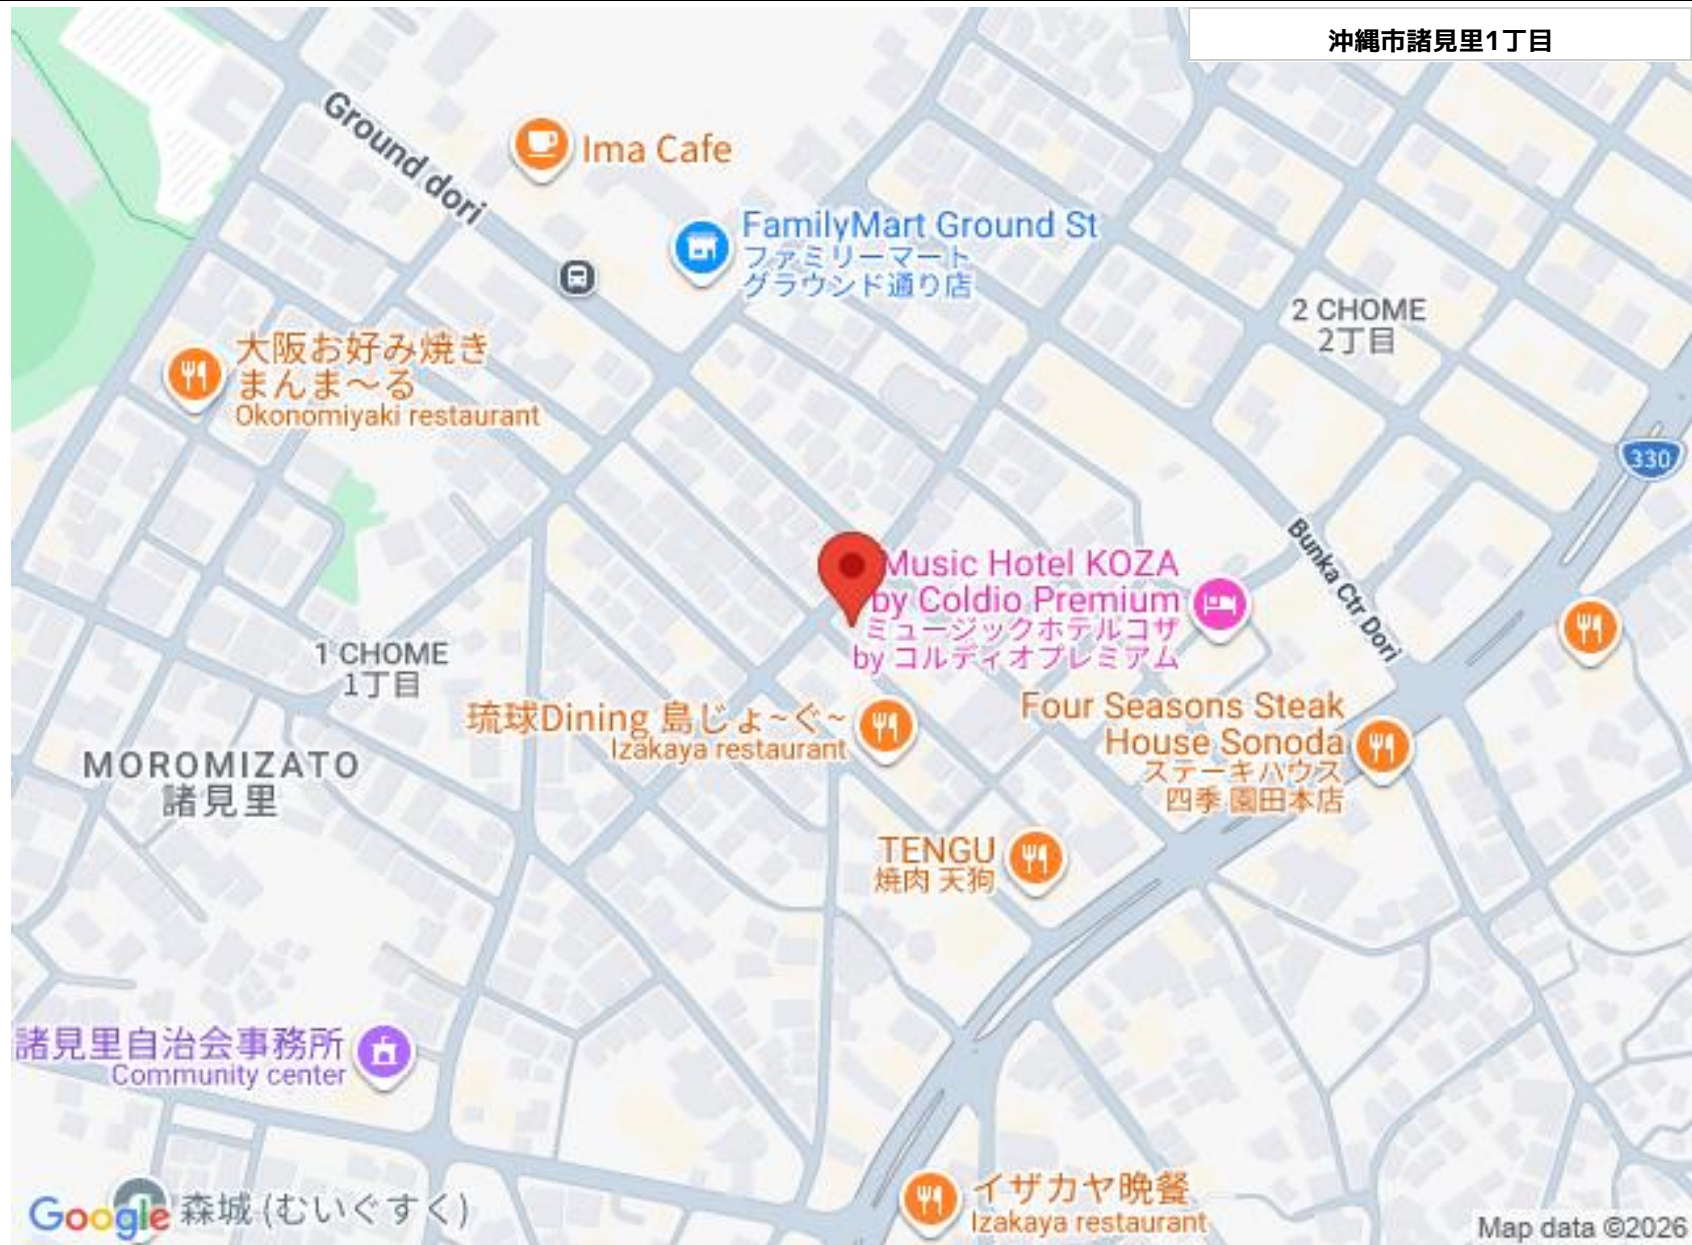 沖縄市諸見里1丁目
Ground dori
Ima Cafe
FamilyMart Ground St
ファミリーマート
グラウンド通り店
2 CHOME
2丁目
大阪お好み焼き
まんま～る
Okonomiyaki restaurant
330
Bunka Ctr Dori
Music Hotel KOZA
by Coldio Premium
ミュージックホテルコザ
by コルディオプレミアム
1 CHOME
1丁目
琉球Dining 島じょ~ぐ~
Izakaya restaurant
Four Seasons Steak
House Sonoda
ステーキハウス
四季 園田本店
MOROMIZATO
諸見里
TENGU
焼肉 天狗
諸見里自治会事務所
Community center
森城 (むいぐすく)
イザカヤ晩餐
Izakaya restaurant
Google
Map data ©2026